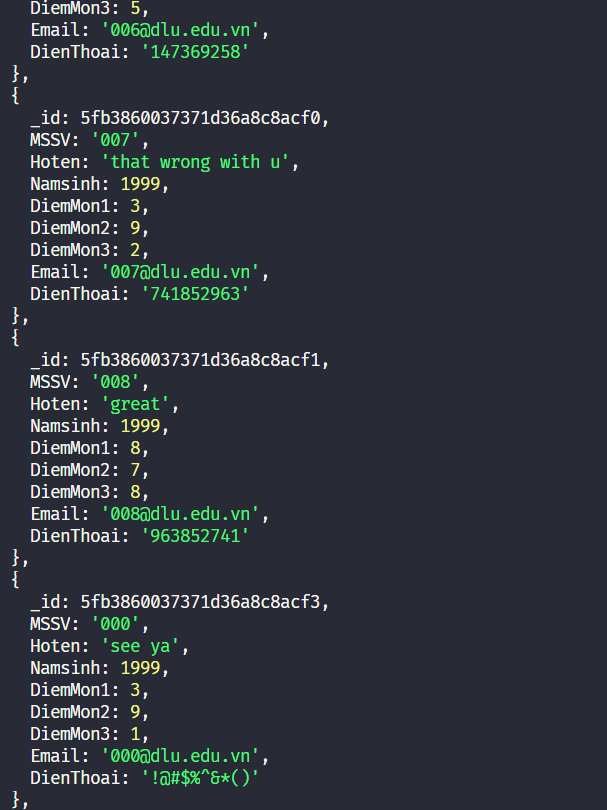 DiemMon3: 5,
Email: '006@dlu.edu.vn',
DienThoai: '147369258'
},
{
_id: 5fb3860037371d36a8c8acf0,
MSSV: '007',
Hoten: 'that wrong with u',
Namsinh: 1999,
DiemMon1: 3,
DiemMon2: 9,
DiemMon3: 2,
Email: '007@dlu.edu.vn',
DienThoai: '741852963'
},
{
_id: 5fb3860037371d36a8c8acf1,
MSSV: '008',
Hoten: 'great',
Namsinh: 1999,
DiemMon1: 8,
DiemMon2: 7,
DiemMon3: 8,
Email: '008@dlu.edu.vn',
DienThoai: '963852741'
},
{
_id: 5fb3860037371d36a8c8acf3,
MSSV: '000',
Hoten: 'see ya',
Namsinh: 1999,
DiemMon1: 3,
DiemMon2: 9,
DiemMon3: 1,
Email: '000@dlu.edu.vn',
DienThoai: '!@#$%^&*()'
},